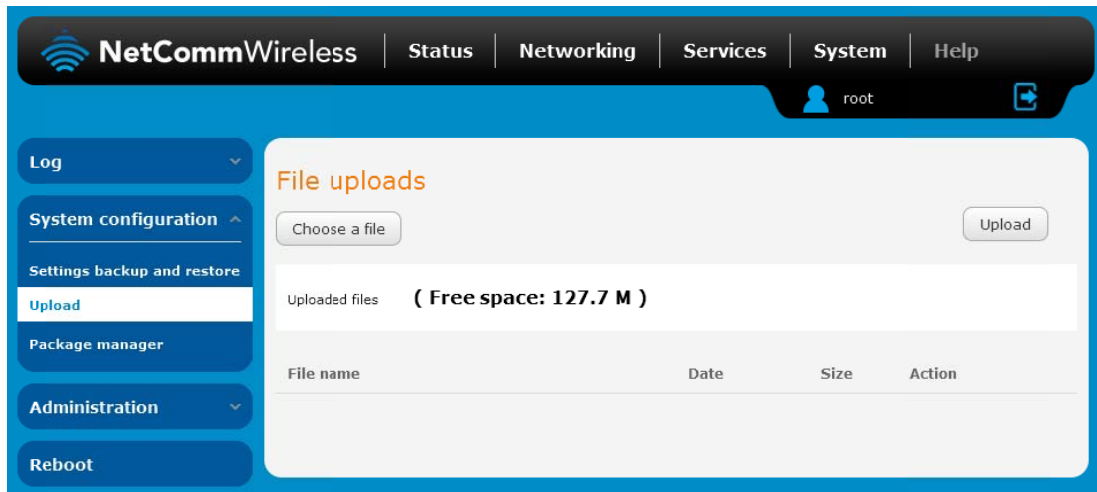 NetCommWireless Status Networking Services System Help
root
Log
System configuration
Settings backup and restore
Upload
Package manager
Administration
Reboot
File uploads
Choose a file Upload
Uploaded files ( Free space: 127.7 M )
File name Date Size Action